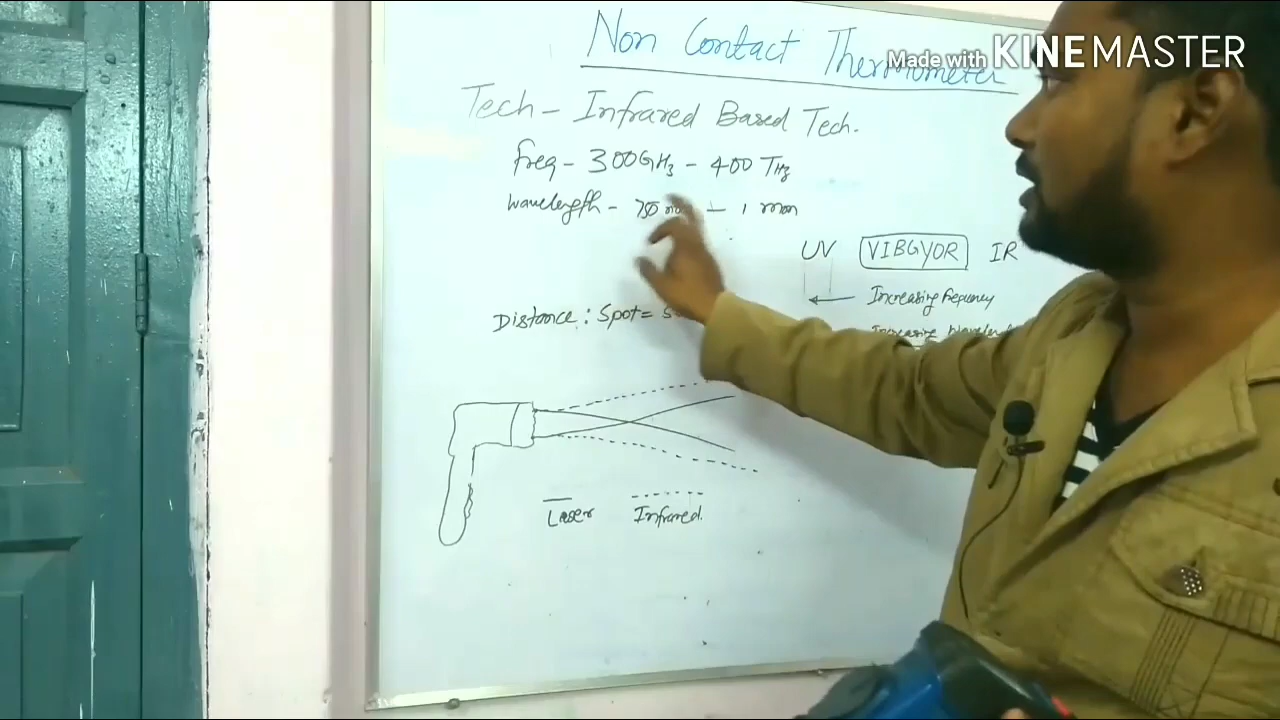 Non Contact Thermometer
Made with KINEMASTER
Tech - Infrared Based Tech.
freq - 300GHz - 400 THz
wavelength - - 1 mm
UV VIBGYOR IR
Increasing frequency
Distance : Spot =
Increasing
Laser Infrared.